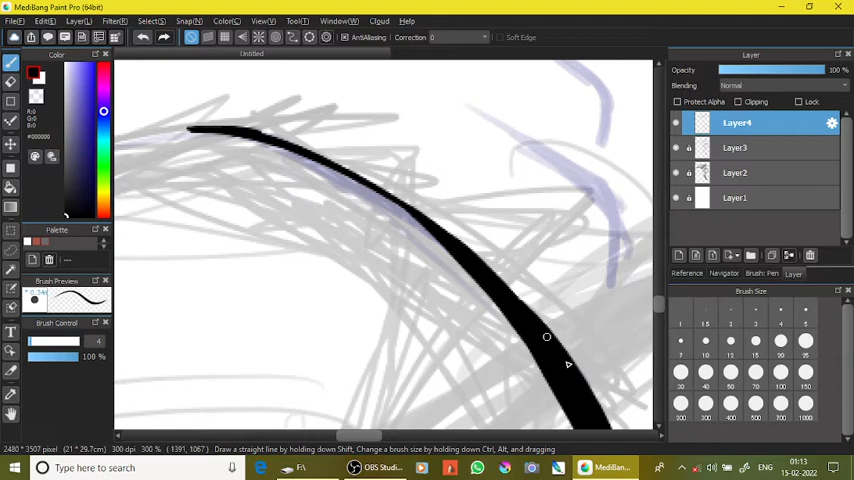 MediBang Paint Pro (64bit)
File(F) Edit(E) Layer(L) Filter(R) Select(S) Snap(N) Color(C) View(V) Tool(T) Window(W) Cloud Help
AntiAliasing Correction 0 Soft Edge
Color
Untitled
Layer
Opacity 100 %
Blending Normal
Protect Alpha Clipping Lock
Layer4
Layer3
Layer2
Layer1
R:0
G:0
B:0
#000000
Palette
---
Brush Preview
Brush Control
4
100 %
Reference Navigator Brush: Pen Layer
Brush Size
1 1.5 2 3 4 5
7 10 12 15 20 25
30 40 50 70 100 150
200 300 400 500 700 1000
2480 * 3507 pixel (21 * 29.7cm) 300 dpi 300 % ( 1391, 1067) Draw a straight line by holding down Shift, Change a brush size by holding down Ctrl, Alt, and dragging
Type here to search
F:\
OBS Studi...
MediBan...
ENG
01:13
15-02-2022